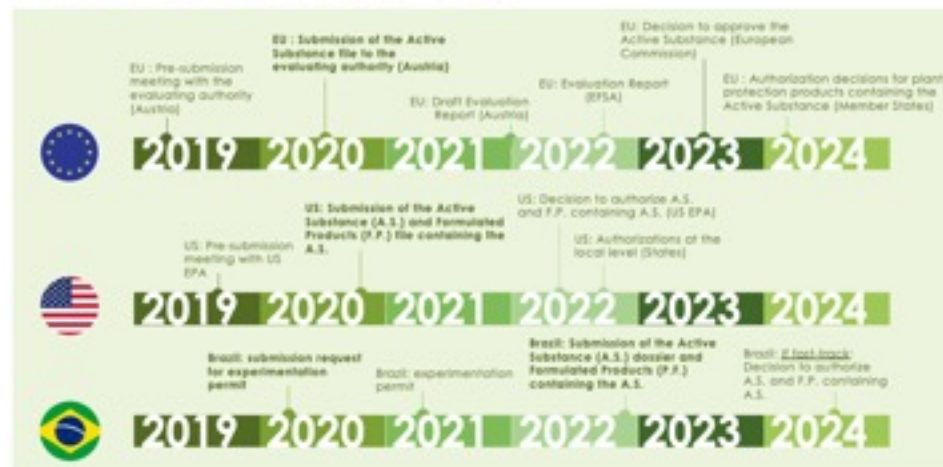 EU: Decision to approve the
Active Substance (European
Commission)
EU : Submission of the Active
Substance file to the
evaluating authority (Austria)
EU : Pre-submission
meeting with the
evaluating authority
(Austria)
EU: Draft Evaluation
Report (Austria)
EU: Evaluation Report
(EFSA)
EU : Authorization decisions for plant
protection products containing the
Active Substance (Member States)
2019 2020 2021 2022 2023 2024
US: Pre-submission
meeting with US
EPA
US: Submission of the Active
Substance (A.S.) and Formulated
Products (F.P.) file containing the
A.S.
US: Decision to authorize A.S.
and F.P. containing A.S. (US EPA)
US: Authorizations at the
local level (States)
2019 2020 2021 2022 2023 2024
Brazil: submission request
for experimentation
permit
Brazil: experimentation
permit
Brazil: Submission of the Active
Substance (A.S.) dossier and
Formulated Products (P.F.)
containing the A.S.
Brazil: if fast-track:
Decision to authorize
A.S. and F.P. containing
A.S.
2019 2020 2021 2022 2023 2024